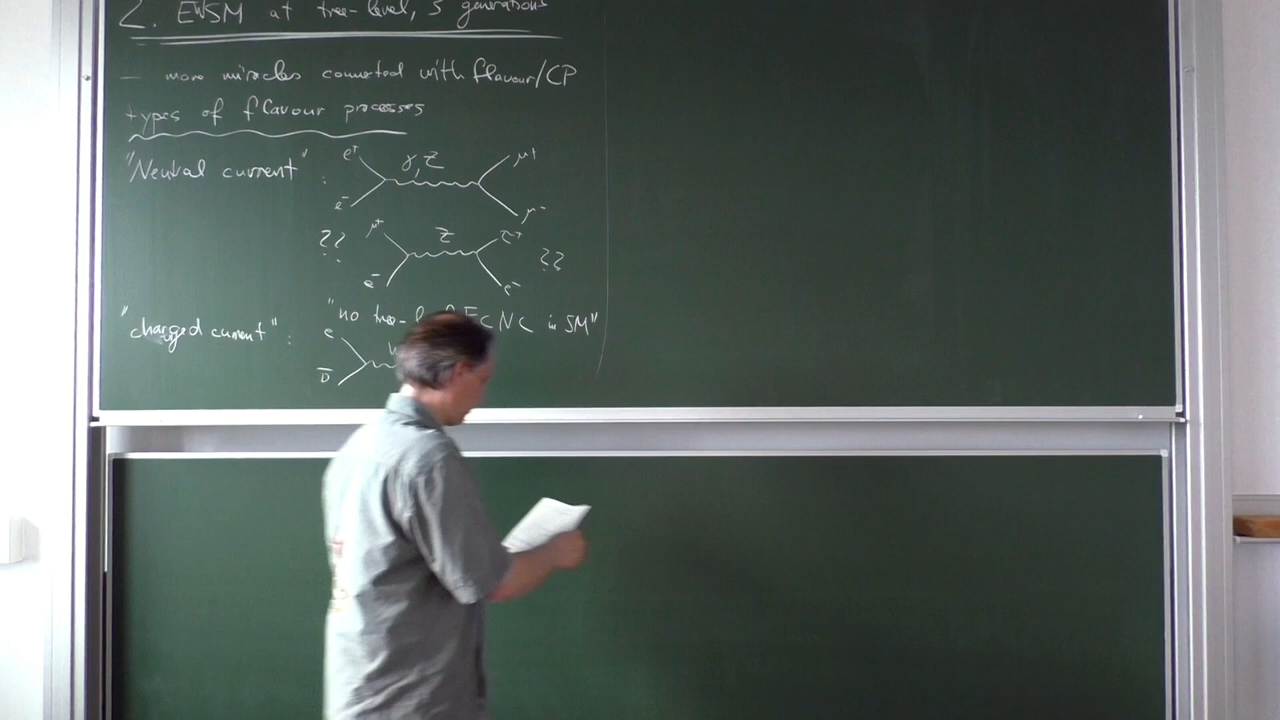 2. EWSM at tree-level, 3 generations
– more miracles connected with flavour/CP
types of flavour processes
"Neutral current" :
e+ γ, Z μ+
e- μ-
?? μ+ Z τ+ ??
e- e-
"no tree- FCNC in SM"
"charged current" : e
ν̄